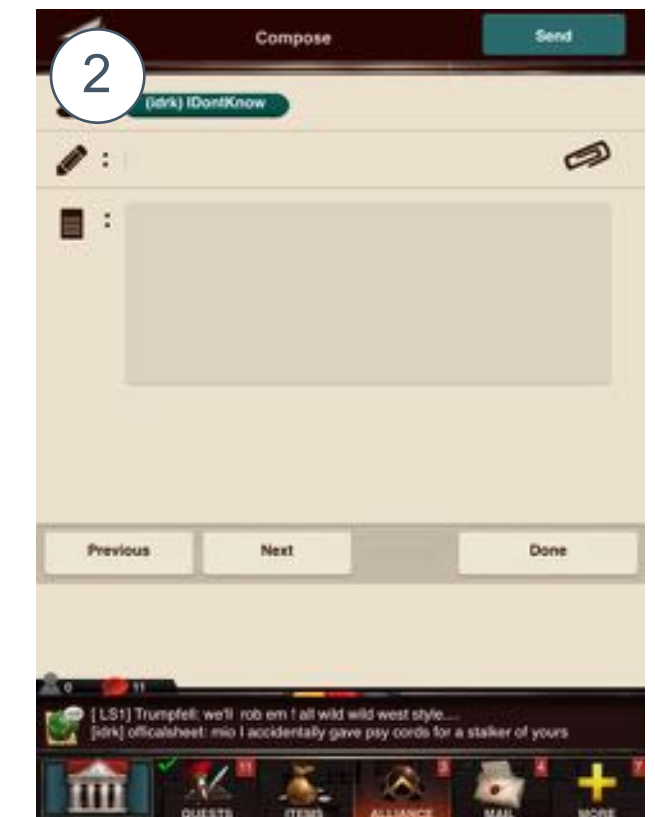 Compose
Send
2
(idrk) IDontKnow
:
:
Previous
Next
Done
0
11
[ LS1] Trumpfell: we'll rob em ! all wild wild west style....
[idrk] officalsheet: mio I accidentally gave psy cords for a stalker of yours
11
3
4
7
QUESTS
ITEMS
ALLIANCE
MAIL
MORE